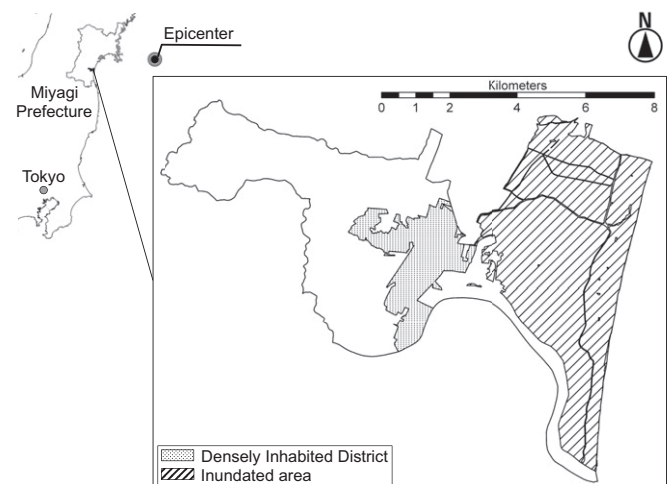 Epicenter
N
Miyagi
Prefecture
Tokyo
Kilometers
0 1 2 4 6 8
Densely Inhabited District
Inundated area